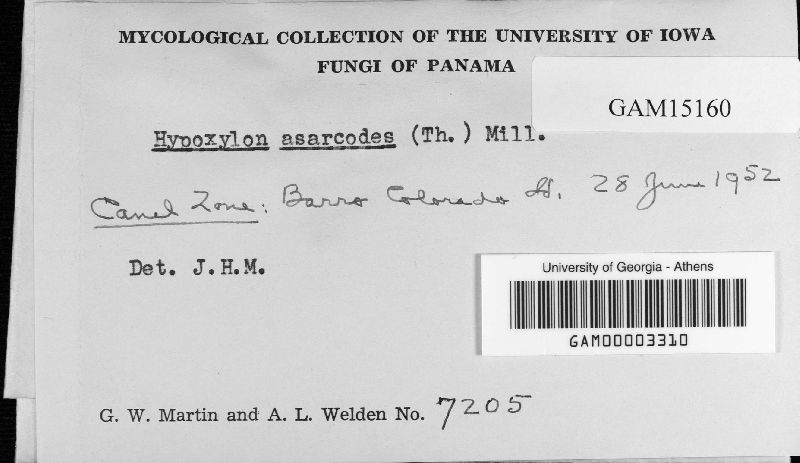 MYCOLOGICAL COLLECTION OF THE UNIVERSITY OF IOWA
FUNGI OF PANAMA
GAM15160
Hypoxylon asarcodes (Th.) Mill.
Canal Zone: Barro Colorado Id. 28 June 1952
Det. J.H.M.
University of Georgia - Athens
GAM00003310
G. W. Martin and A. L. Welden No. 7205